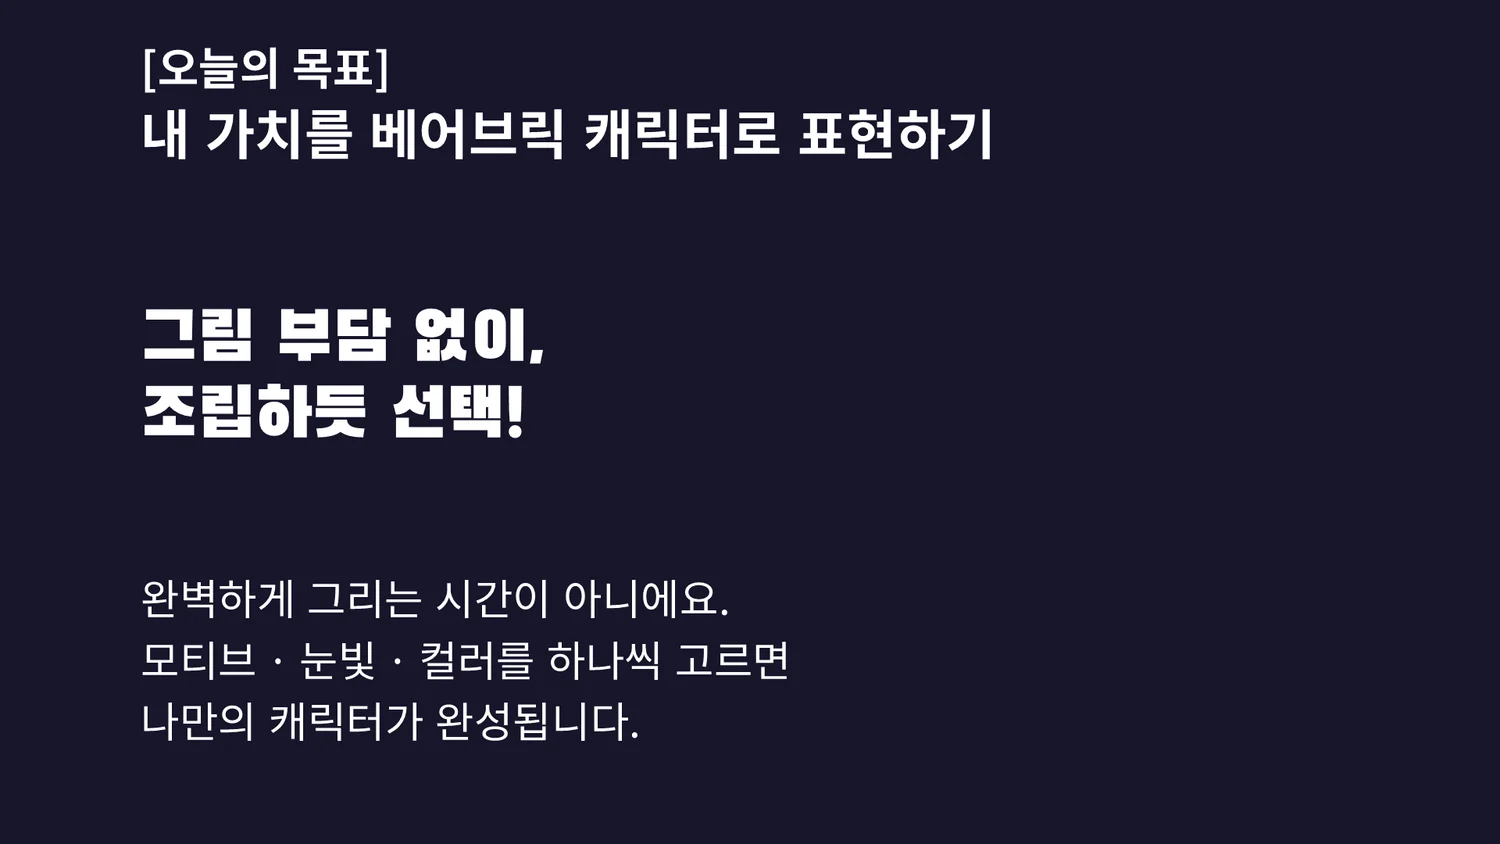 [오늘의 목표]
내 가치를 베어브릭 캐릭터로 표현하기
그림 부담 없이,
조립하듯 선택!
완벽하게 그리는 시간이 아니에요.
모티브 · 눈빛 · 컬러를 하나씩 고르면
나만의 캐릭터가 완성됩니다.